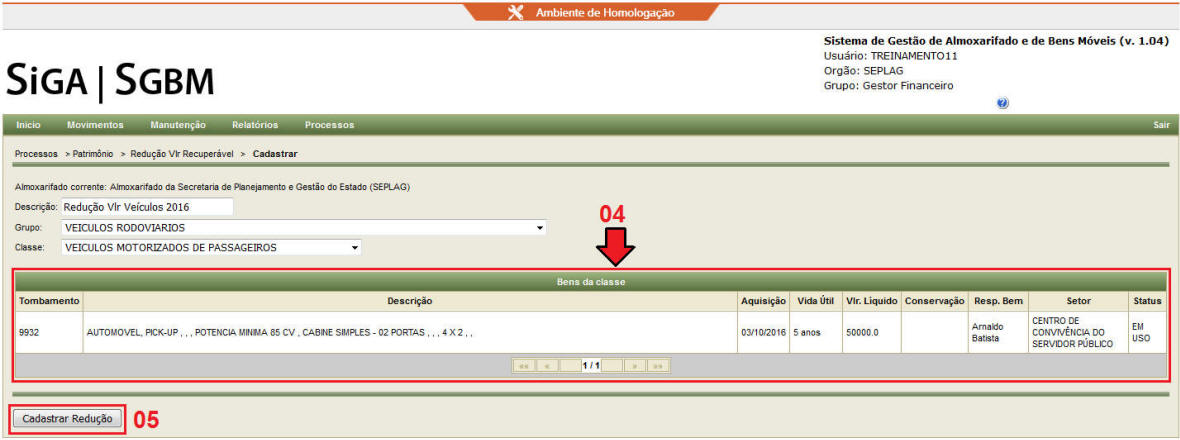 Ambiente de Homologação
Sistema de Gestão de Almoxarifado e de Bens Móveis (v. 1.04)
Usuário: TREINAMENTO11
Orgão: SEPLAG
Grupo: Gestor Financeiro
SIGA | SGBM
Inicio Movimentos Manutenção Relatórios Processos Sair
Processos > Patrimônio > Redução Vlr Recuperável > Cadastrar
Almoxarifado corrente: Almoxarifado da Secretaria de Planejamento e Gestão do Estado (SEPLAG)
Descrição: Redução Vlr Veículos 2016
Grupo: VEICULOS RODOVIARIOS
Classe: VEICULOS MOTORIZADOS DE PASSAGEIROS
04
Bens da classe
Tombamento Descrição Aquisição Vida Útil Vlr. Liquido Conservação Resp. Bem Setor Status
9932 AUTOMOVEL, PICK-UP , , , POTENCIA MINIMA 85 CV , CABINE SIMPLES - 02 PORTAS , , , 4 X 2 , , 03/10/2016 5 anos 50000.0 Arnaldo Batista CENTRO DE CONVIVÊNCIA DO SERVIDOR PÚBLICO EM USO
«« « 1 / 1 » »»
Cadastrar Redução 05